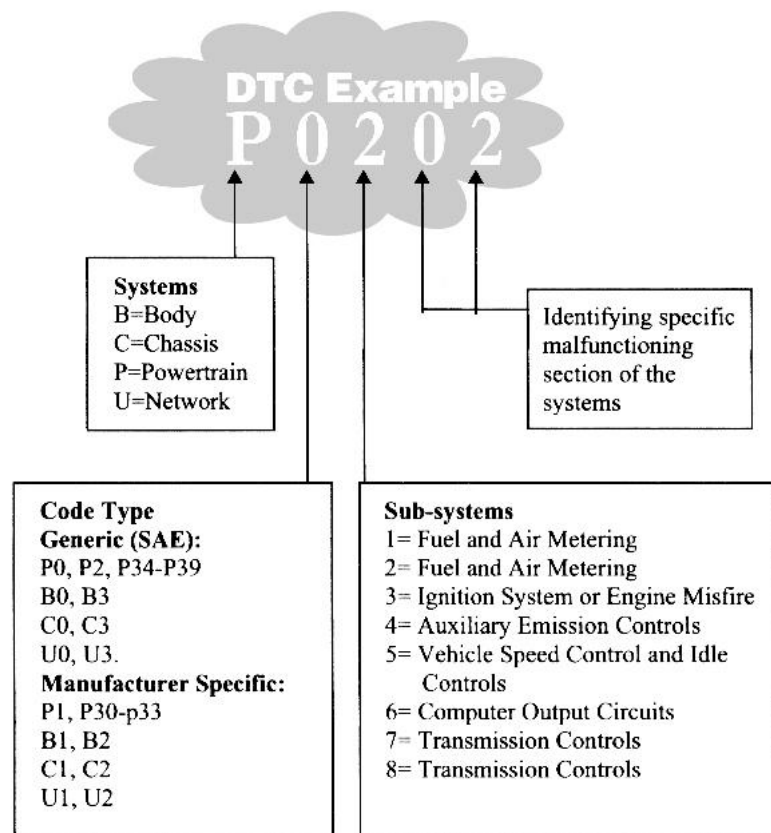 DTC Example
P0202
Systems
B=Body
C=Chassis
P=Powertrain
U=Network
Identifying specific
malfunctioning
section of the
systems
Code Type
Generic (SAE):
P0, P2, P34-P39
B0, B3
C0, C3
U0, U3.
Manufacturer Specific:
P1, P30-p33
B1, B2
C1, C2
U1, U2
Sub-systems
1= Fuel and Air Metering
2= Fuel and Air Metering
3= Ignition System or Engine Misfire
4= Auxiliary Emission Controls
5= Vehicle Speed Control and Idle
Controls
6= Computer Output Circuits
7= Transmission Controls
8= Transmission Controls